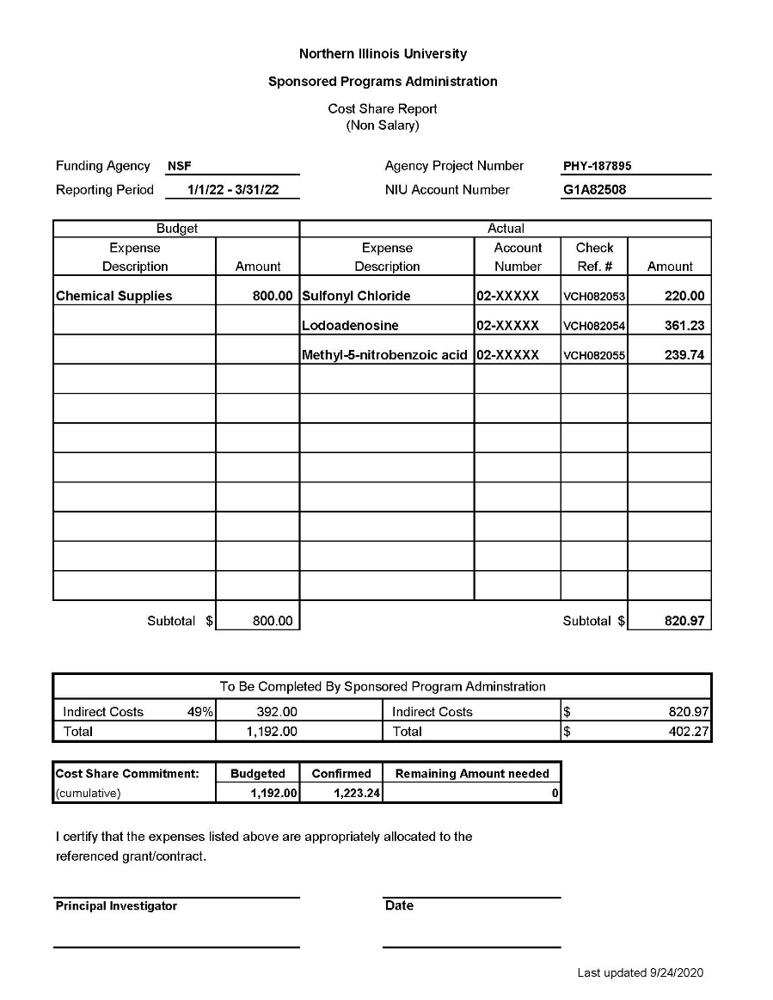 Northern Illinois University
Sponsored Programs Administration
Cost Share Report
(Non Salary)
Funding Agency NSF Agency Project Number PHY-187895
Reporting Period 1/1/22 - 3/31/22 NIU Account Number G1A82508
Budget Actual
Expense Expense Account Check
Description Amount Description Number Ref. # Amount
Chemical Supplies 800.00 Sulfonyl Chloride 02-XXXXX VCH082053 220.00
Lodoadenosine 02-XXXXX VCH082054 361.23
Methyl-5-nitrobenzoic acid 02-XXXXX VCH082055 239.74
Subtotal $ 800.00 Subtotal $ 820.97
To Be Completed By Sponsored Program Adminstration
Indirect Costs 49% 392.00 Indirect Costs $ 820.97
Total 1,192.00 Total $ 402.27
Cost Share Commitment: Budgeted Confirmed Remaining Amount needed
(cumulative) 1,192.00 1,223.24 0
I certify that the expenses listed above are appropriately allocated to the
referenced grant/contract.
Principal Investigator Date
Last updated 9/24/2020